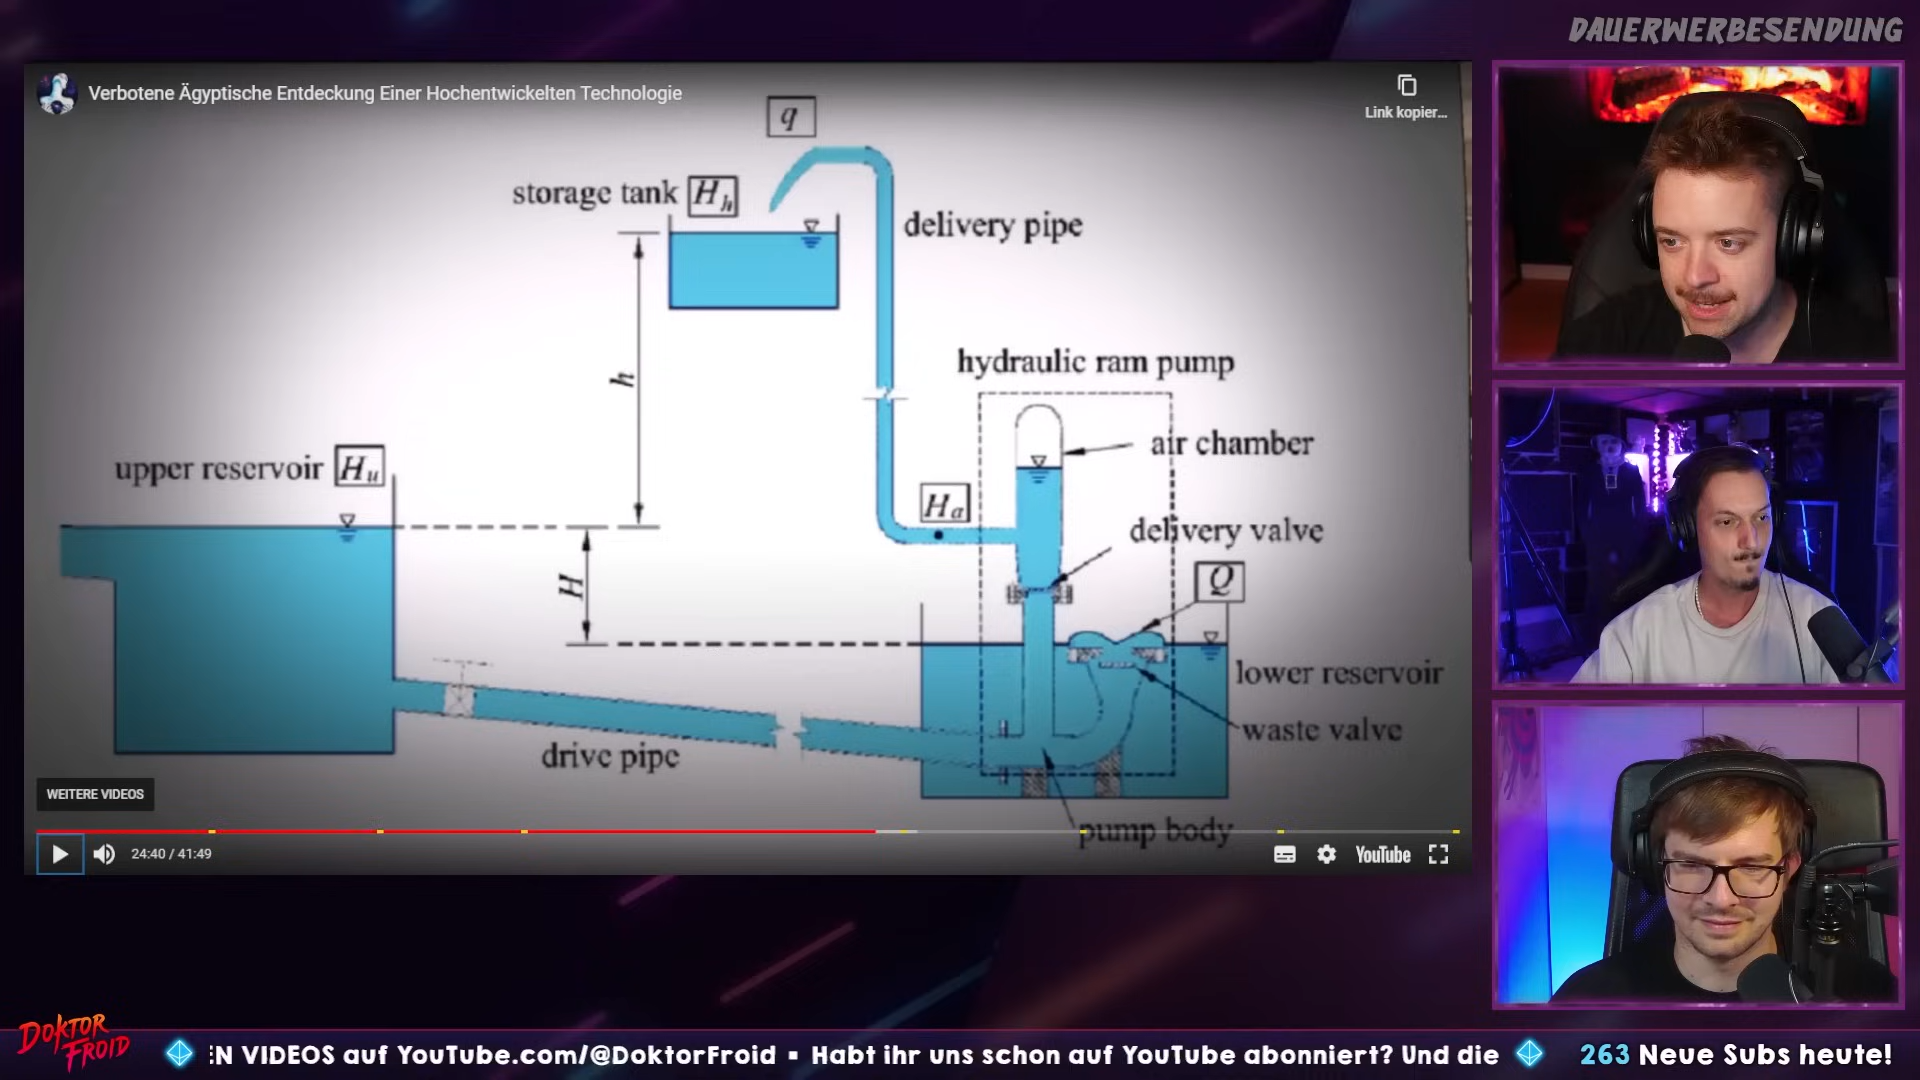 DAUERWERBESENDUNG
Verbotene Ägyptische Entdeckung Einer Hochentwickelten Technologie
Link kopier...
q
storage tank Hh
delivery pipe
hydraulic ram pump
air chamber
h
upper reservoir Hu
Ha
delivery valve
Q
H
lower reservoir
waste valve
drive pipe
WEITERE VIDEOS
pump body
24:40 / 41:49
YouTube
DOKTOR
FROID
EN VIDEOS auf YouTube.com/@DoktorFroid ▪ Habt ihr uns schon auf YouTube abonniert? Und die
263 Neue Subs heute!